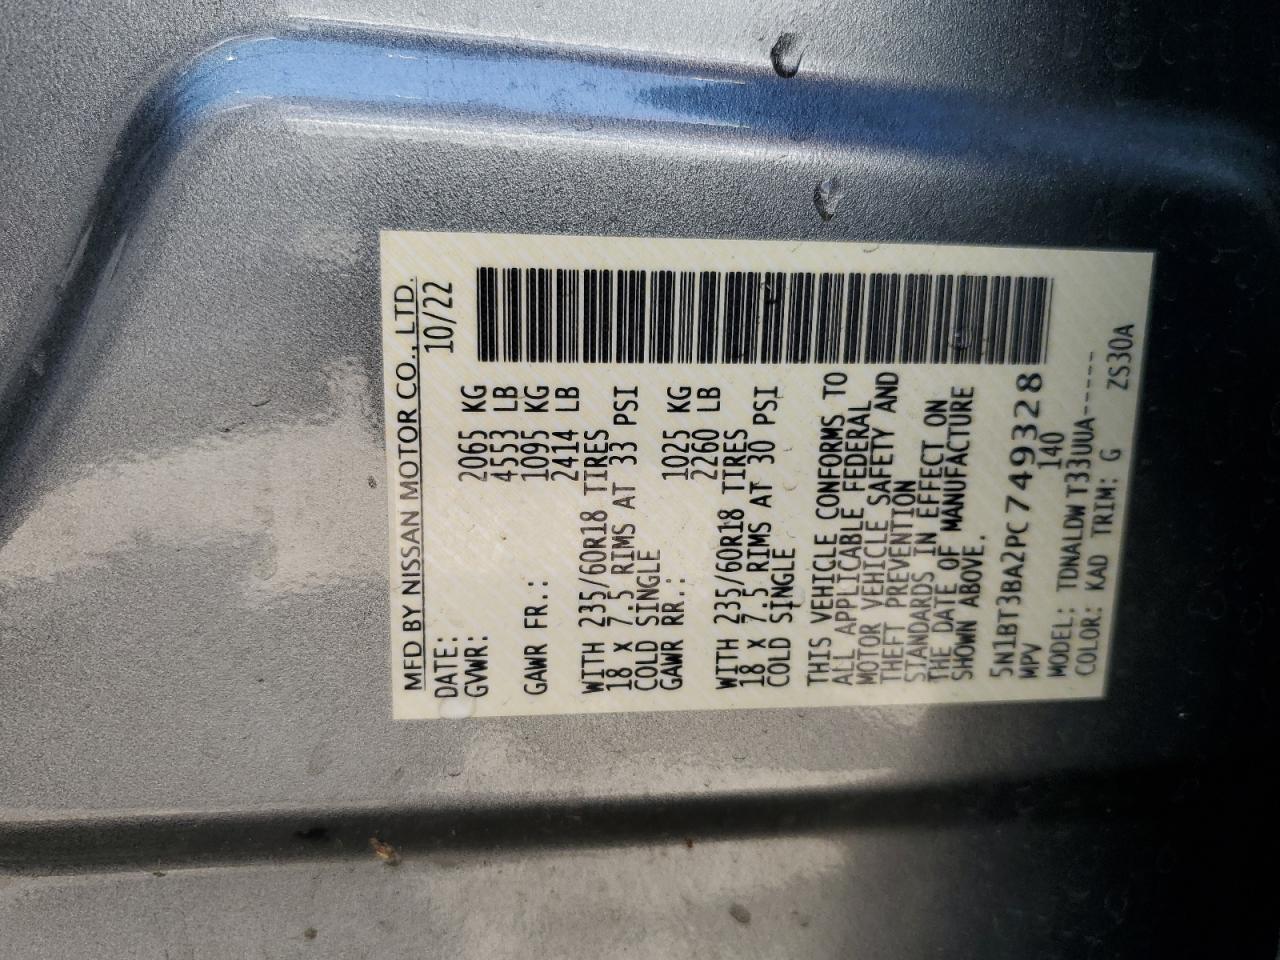 MFD BY NISSAN MOTOR CO., LTD.
DATE: 10/22
GVWR: 2065 KG
4553 LB
GAWR FR.: 1095 KG
2414 LB
WITH 235/60R18 TIRES
18 X 7.5 RIMS AT 33 PSI
COLD SINGLE
GAWR RR.: 1025 KG
2260 LB
WITH 235/60R18 TIRES
18 X 7.5 RIMS AT 30 PSI
COLD SINGLE
THIS VEHICLE CONFORMS TO
ALL APPLICABLE FEDERAL
MOTOR VEHICLE SAFETY AND
THEFT PREVENTION
STANDARDS IN EFFECT ON
THE DATE OF MANUFACTURE
SHOWN ABOVE.
5N1BT3BA2PC749328
MPV 140
MODEL: TDNALDW T33UUA-----
COLOR: KAD TRIM: G ZS30A